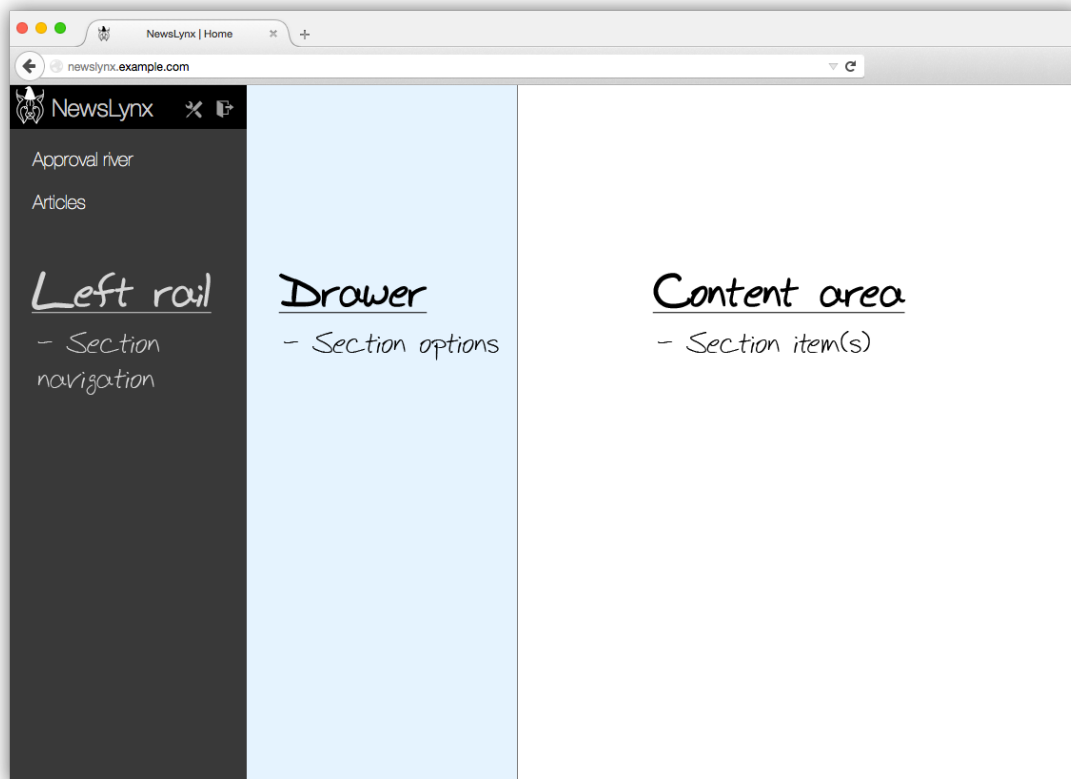 NewsLynx | Home
newslynx.example.com
NewsLynx
Approval river
Articles
Left rail
- Section
navigation
Drawer
- Section options
Content area
- Section item(s)